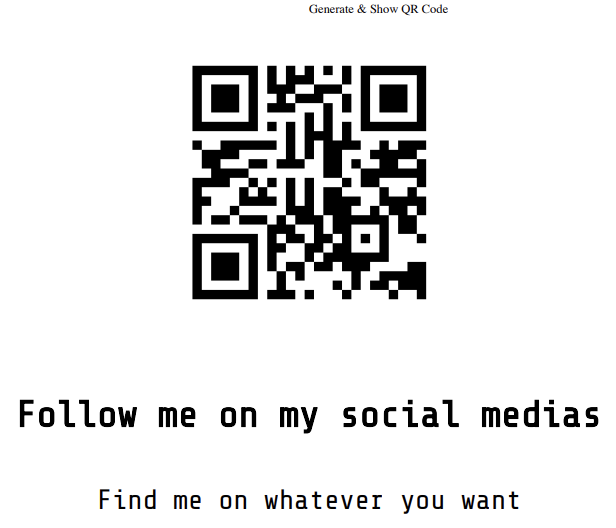 Generate & Show QR Code
Follow me on my social medias
Find me on whatever you want